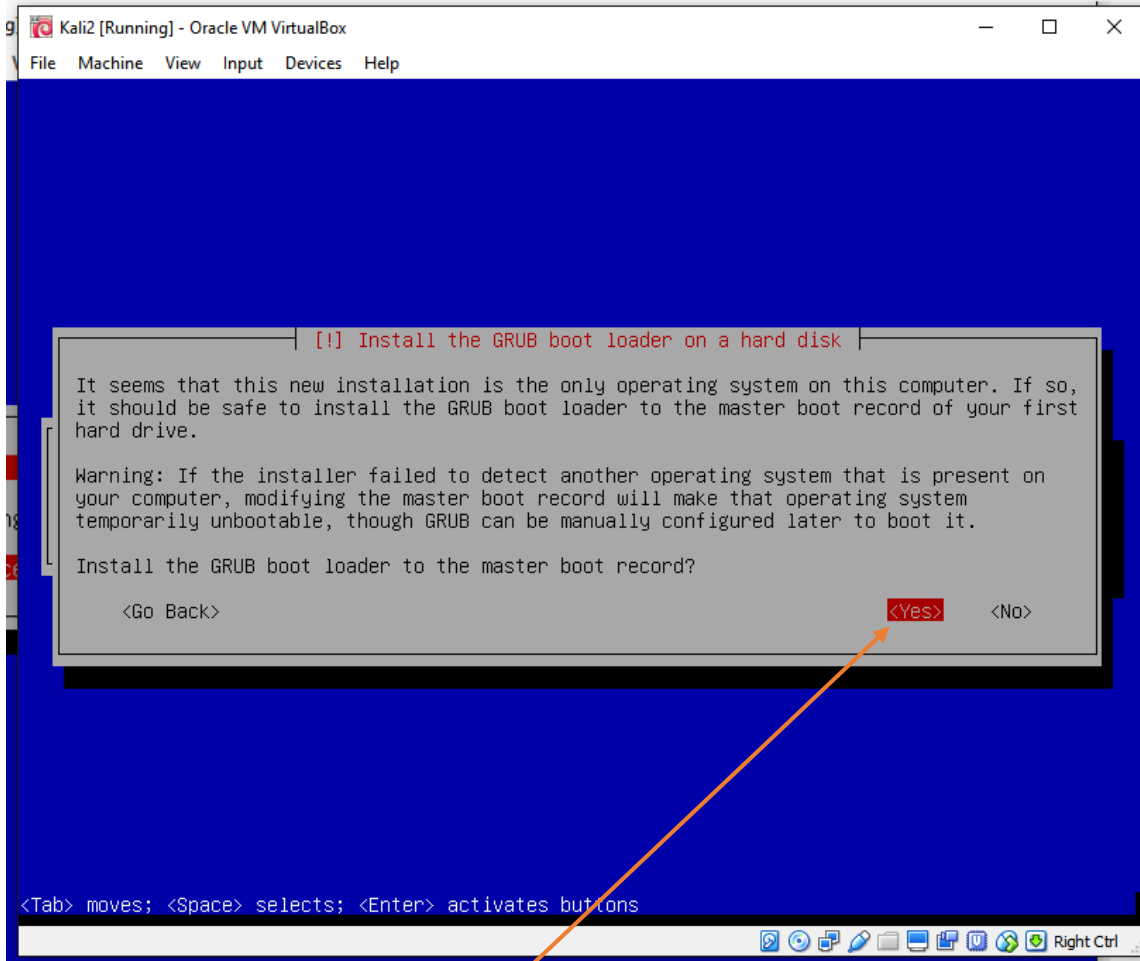 Kali2 [Running] - Oracle VM VirtualBox
File Machine View Input Devices Help
[!] Install the GRUB boot loader on a hard disk
It seems that this new installation is the only operating system on this computer. If so,
it should be safe to install the GRUB boot loader to the master boot record of your first
hard drive.
Warning: If the installer failed to detect another operating system that is present on
your computer, modifying the master boot record will make that operating system
temporarily unbootable, though GRUB can be manually configured later to boot it.
Install the GRUB boot loader to the master boot record?
<Go Back> <Yes> <No>
<Tab> moves; <Space> selects; <Enter> activates buttons
Right Ctrl